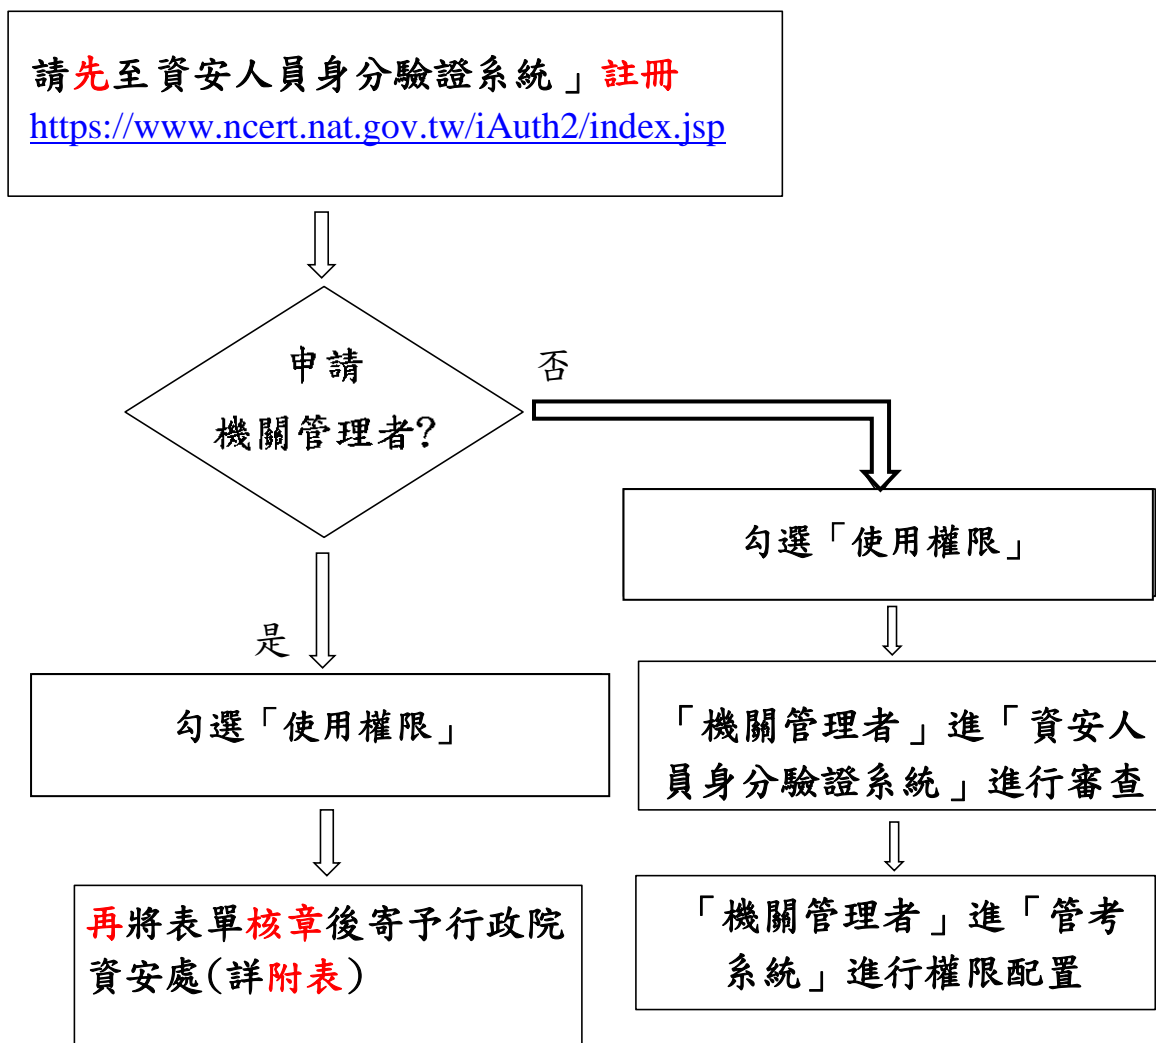 請先至資安人員身分驗證系統」註冊
https://www.ncert.nat.gov.tw/iAuth2/index.jsp
申請
機關管理者?
否
是
勾選「使用權限」
再將表單核章後寄予行政院
資安處(詳附表)
勾選「使用權限」
「機關管理者」進「資安人
員身分驗證系統」進行審查
「機關管理者」進「管考
系統」進行權限配置